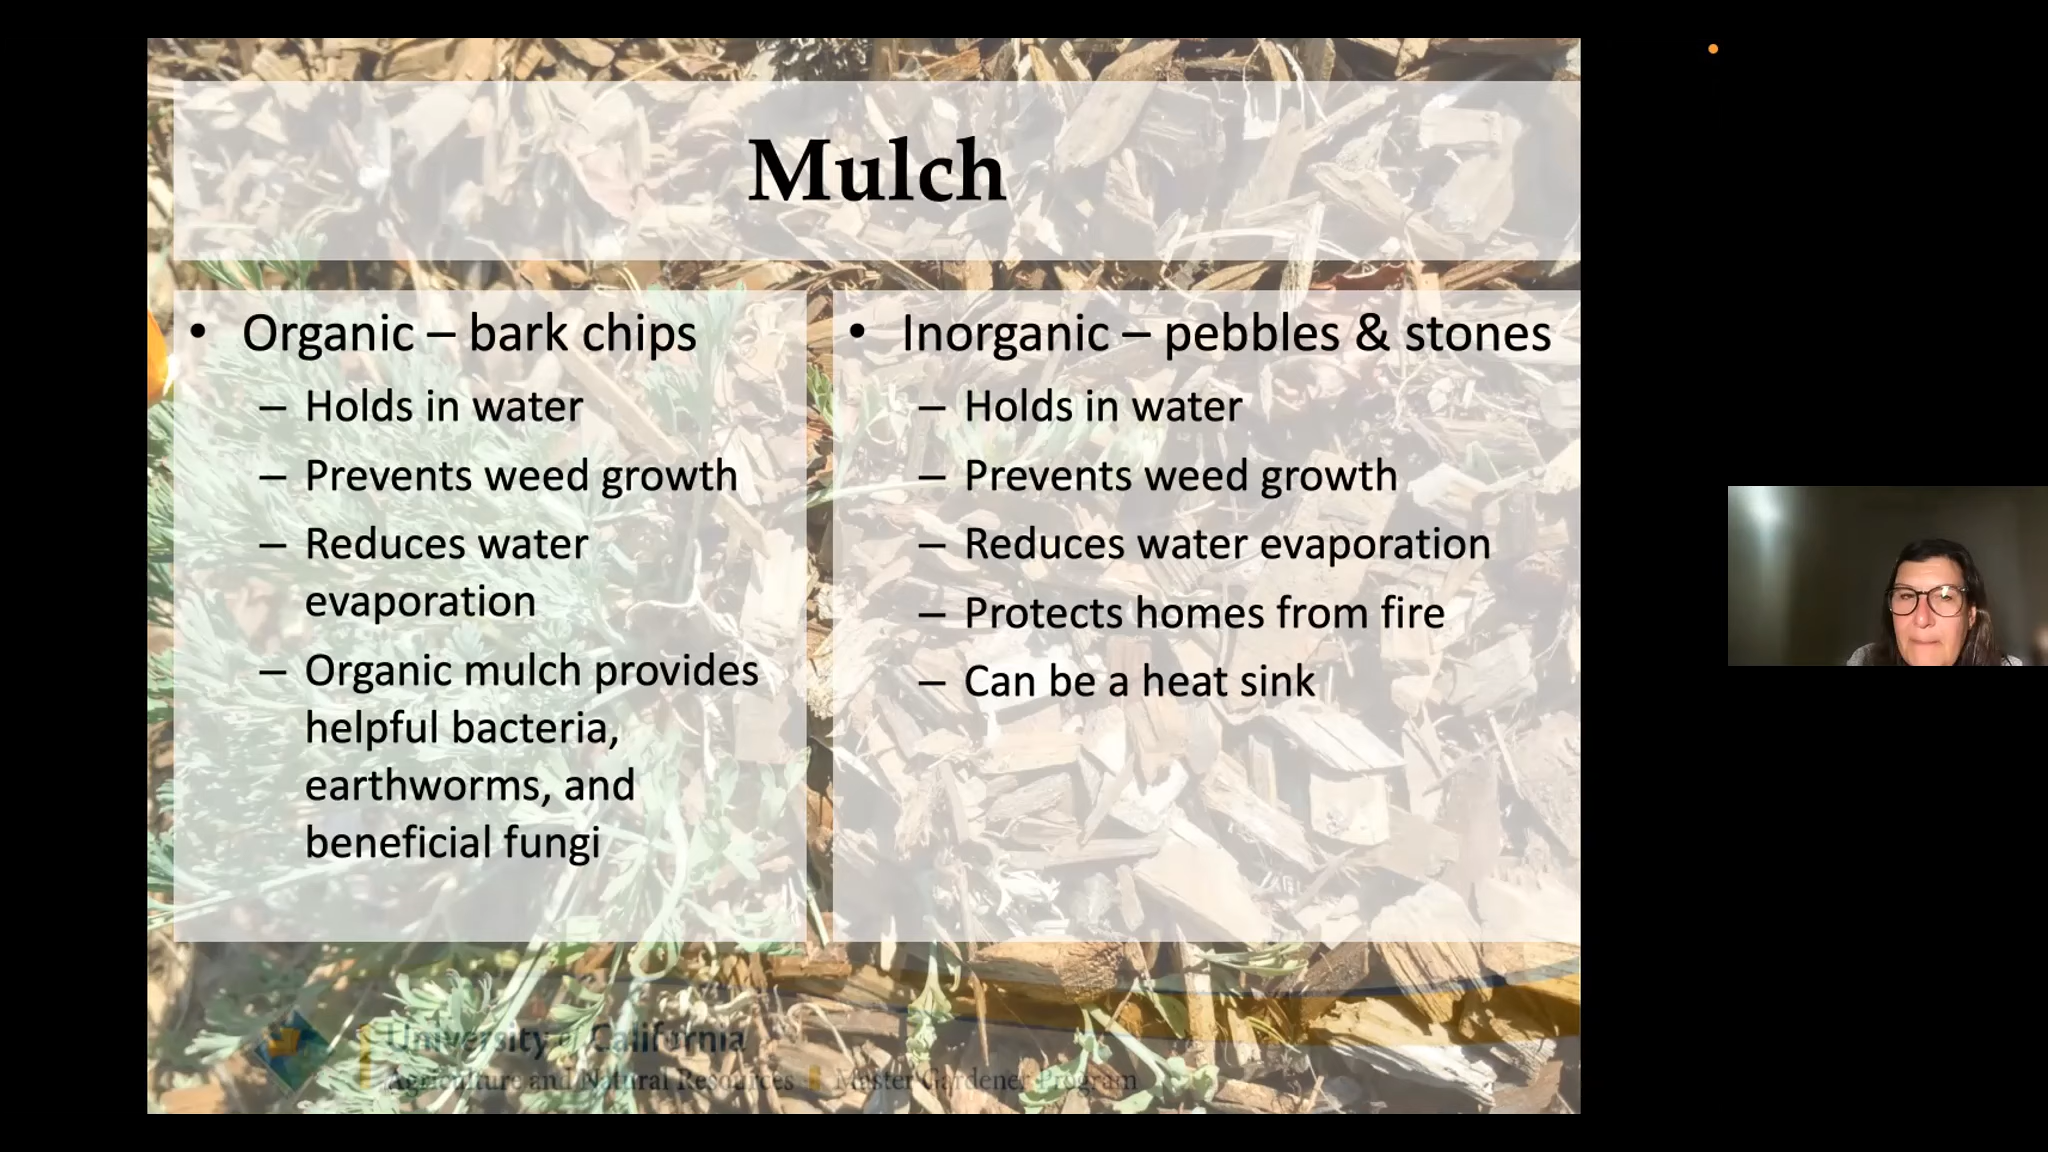 Mulch
• Organic – bark chips
– Holds in water
– Prevents weed growth
– Reduces water
evaporation
– Organic mulch provides
helpful bacteria,
earthworms, and
beneficial fungi
• Inorganic – pebbles & stones
– Holds in water
– Prevents weed growth
– Reduces water evaporation
– Protects homes from fire
– Can be a heat sink
University of California
Agriculture and Natural Resources | Master Gardener Program